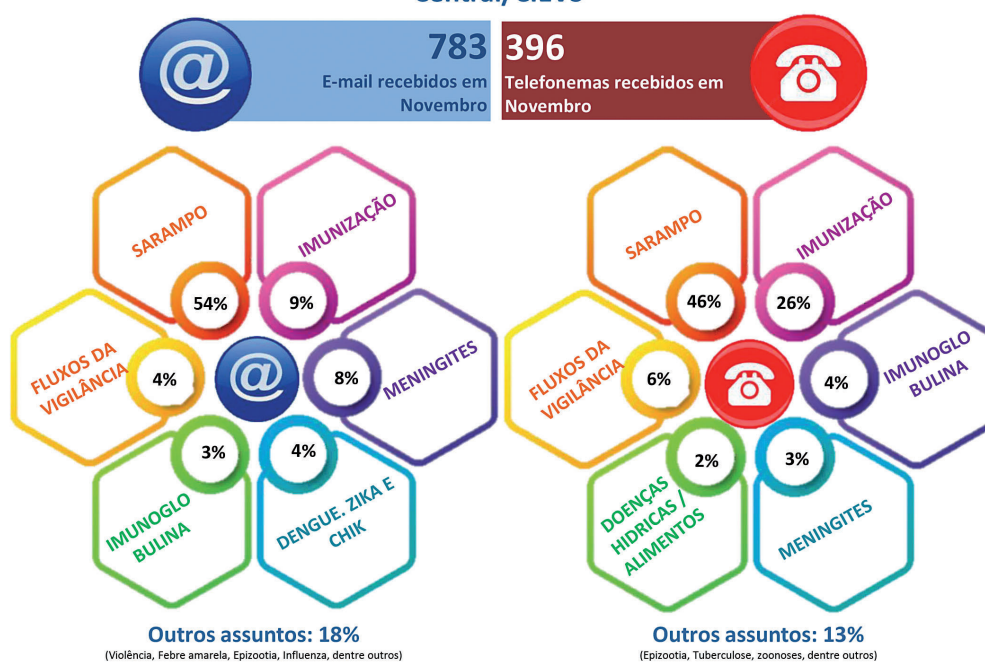 783
E-mail recebidos em
Novembro
396
Telefonemas recebidos em
Novembro
SARAMPO
54%
IMUNIZAÇÃO
9%
FLUXOS DA
VIGILÂNCIA
4%
@
8%
MENINGITES
3%
IMUNOGLO
BULINA
4%
DENGUE. ZIKA E
CHIK
Outros assuntos: 18%
(Violência, Febre amarela, Epizootia, Influenza, dentre outros)
SARAMPO
46%
IMUNIZAÇÃO
26%
FLUXOS DA
VIGILÂNCIA
6%
4%
IMUNOGLO
BULINA
2%
DOENÇAS
HIDRICAS /
ALIMENTOS
3%
MENINGITES
Outros assuntos: 13%
(Epizootia, Tuberculose, zoonoses, dentre outros)